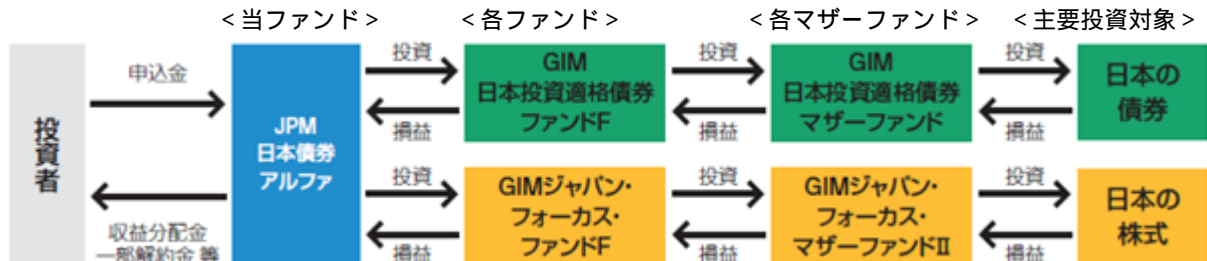 <当ファンド>
<各ファンド>
<各マザーファンド>
<主要投資対象>
投資者
申込金
収益分配金
一部解約金 等
JPM
日本債券
アルファ
投資
損益
GIM
日本投資適格債券
ファンドF
投資
損益
GIM
日本投資適格債券
マザーファンド
投資
損益
日本の
債券
投資
損益
GIMジャパン・
フォーカス・
ファンドF
投資
損益
GIMジャパン・
フォーカス・
マザーファンドII
投資
損益
日本の
株式